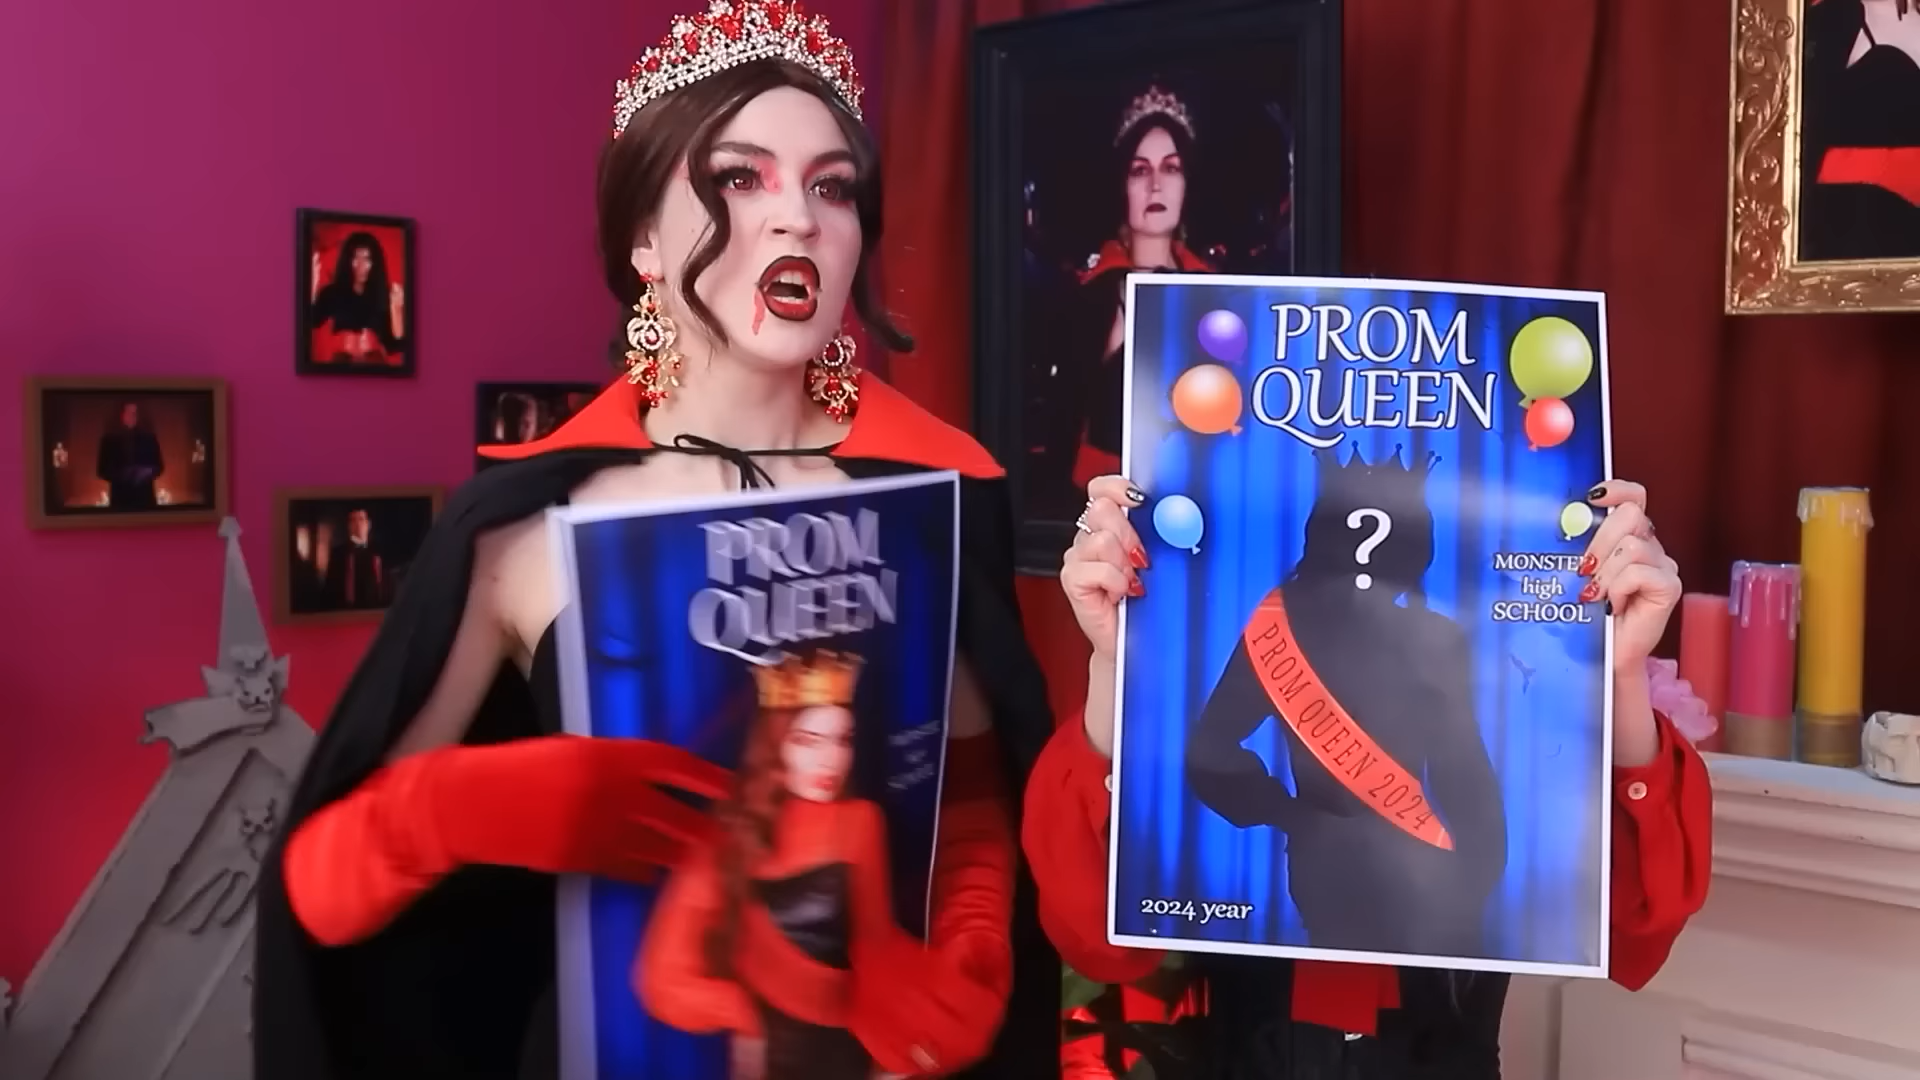 PROM
QUEEN
PROM
QUEEN
?
MONSTER
high
SCHOOL
PROM QUEEN 2024
2024 year